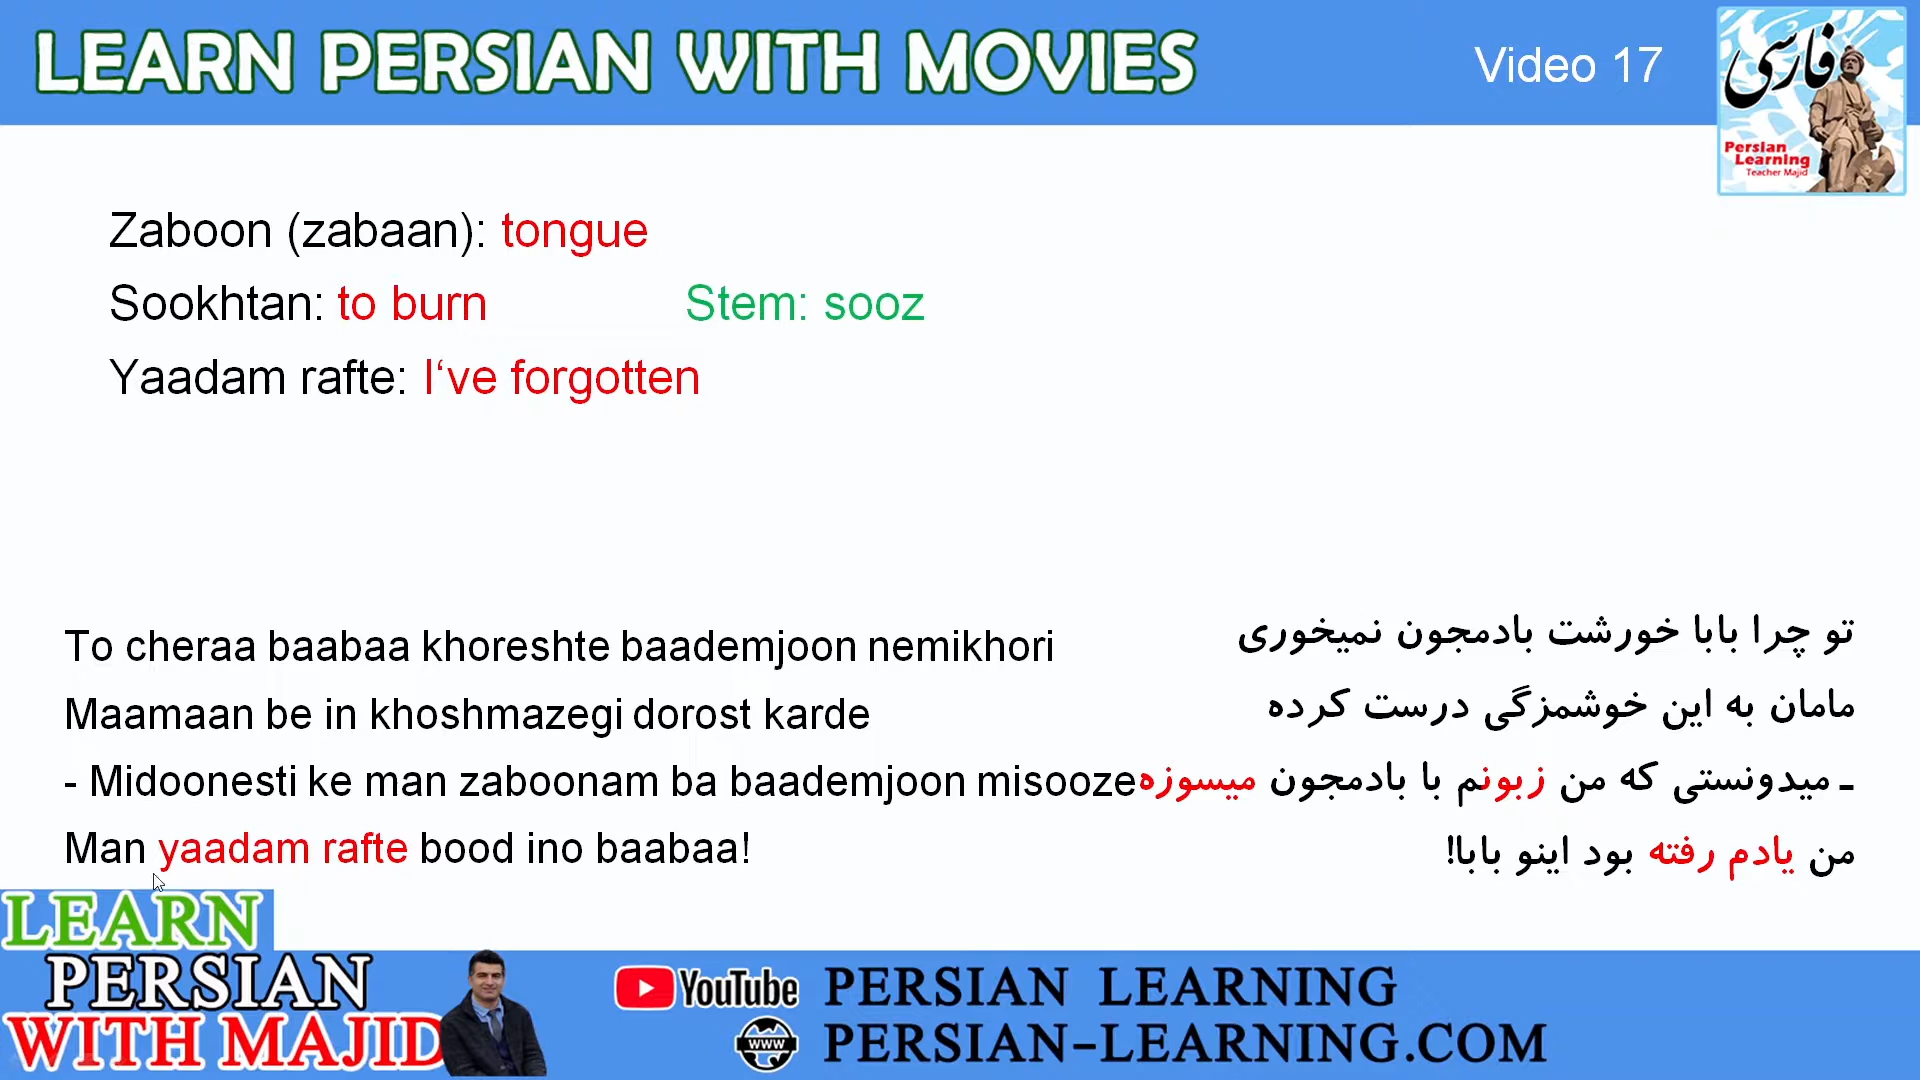 LEARN PERSIAN WITH MOVIES
Video 17
فارسی
Persian
Learning
Teacher Majid
Zaboon (zabaan): tongue
Sookhtan: to burn Stem: sooz
Yaadam rafte: I‘ve forgotten
To cheraa baabaa khoreshte baademjoon nemikhori
تو چرا بابا خورشت بادمجون نمیخوری
Maamaan be in khoshmazegi dorost karde
مامان به این خوشمزگی درست کرده
- Midoonesti ke man zaboonam ba baademjoon misooze
ـ میدونستی که من زبونم با بادمجون میسوزه
Man yaadam rafte bood ino baabaa!
من یادم رفته بود اینو بابا!
LEARN
PERSIAN
WITH MAJID
YouTube PERSIAN LEARNING
www PERSIAN-LEARNING.COM